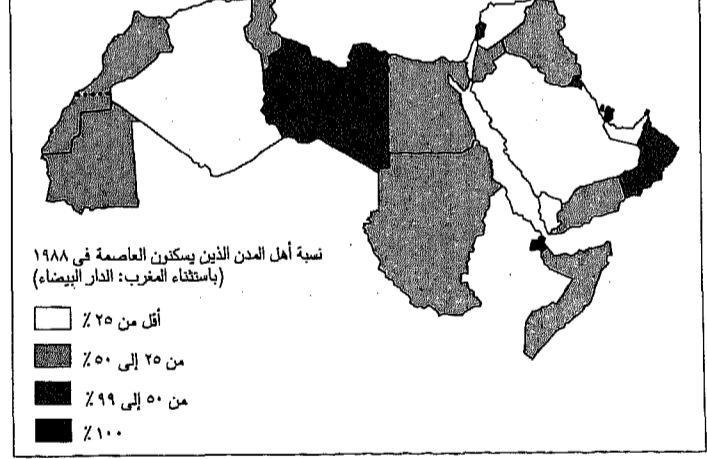 نسبة أهل المدن الذين يسكنون العاصمة في ١٩٨٨
(باستثناء المغرب: الدار البيضاء)
أقل من ٢٥ ٪
من ٢٥ إلى ٥٠ ٪
من ٥٠ إلى ٩٩ ٪
١٠٠ ٪